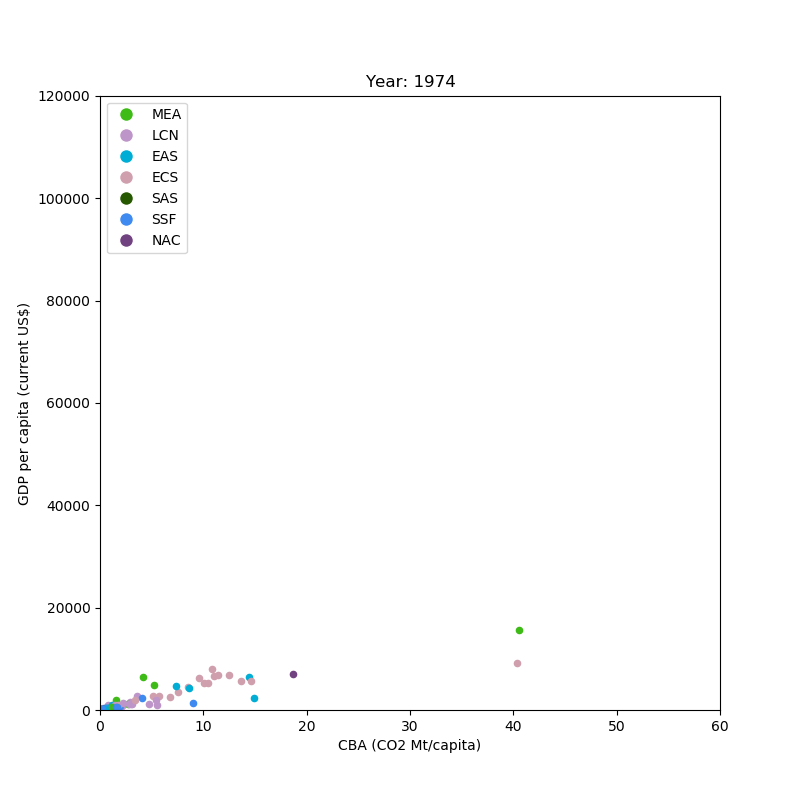 Year: 1974
120000
100000
80000
60000
40000
20000
0
GDP per capita (current US$)
MEA
LCN
EAS
ECS
SAS
SSF
NAC
0 10 20 30 40 50 60
CBA (CO2 Mt/capita)